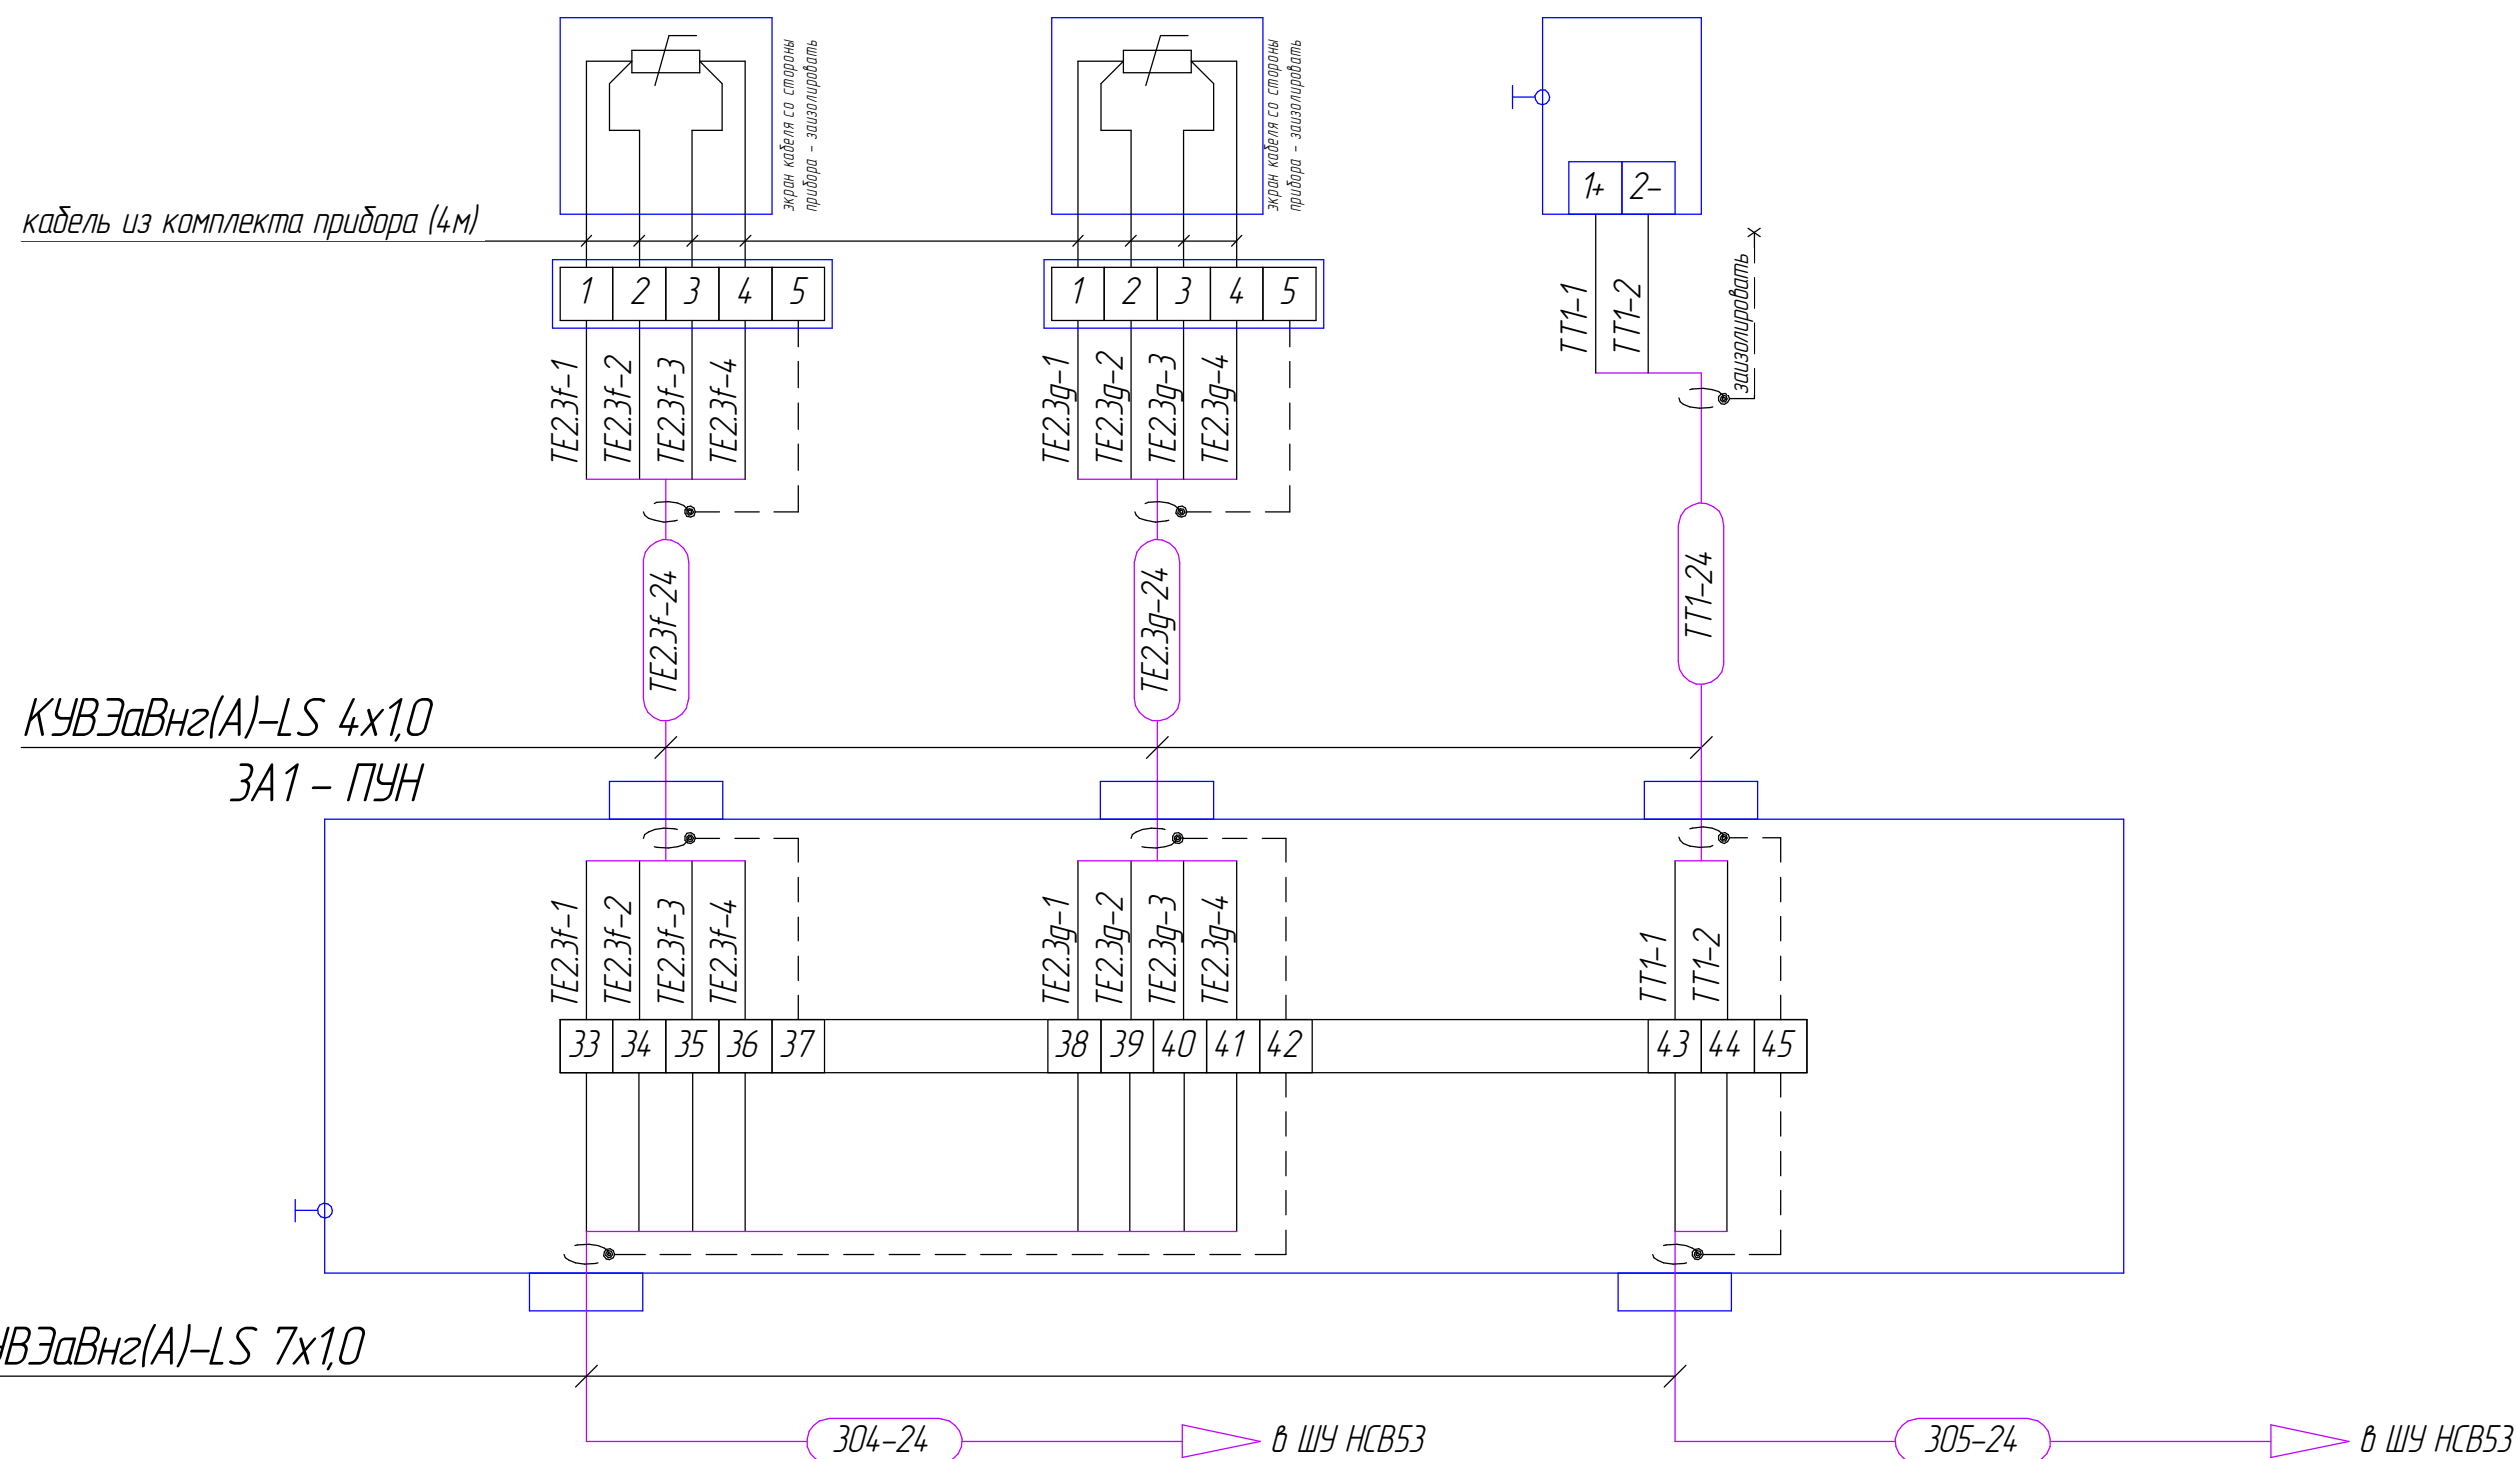 экран кабеля со стороны
прибора - заизолировать
экран кабеля со стороны
прибора - заизолировать
1+ 2-
кабель из комплекта прибора (4м)
1 2 3 4 5
1 2 3 4 5
TE2.3f-1
TE2.3f-2
TE2.3f-3
TE2.3f-4
TE2.3g-1
TE2.3g-2
TE2.3g-3
TE2.3g-4
TT1-1
TT1-2
заизолировать
TE2.3f-24
TE2.3g-24
TT1-24
КУВЭаВнг(А)-LS 4x1,0
ЗА1 - ПУН
TE2.3f-1
TE2.3f-2
TE2.3f-3
TE2.3f-4
TE2.3g-1
TE2.3g-2
TE2.3g-3
TE2.3g-4
TT1-1
TT1-2
33 34 35 36 37
38 39 40 41 42
43 44 45
ВЭаВнг(А)-LS 7x1,0
304-24
в ШУ НСВ53
305-24
в ШУ НСВ53